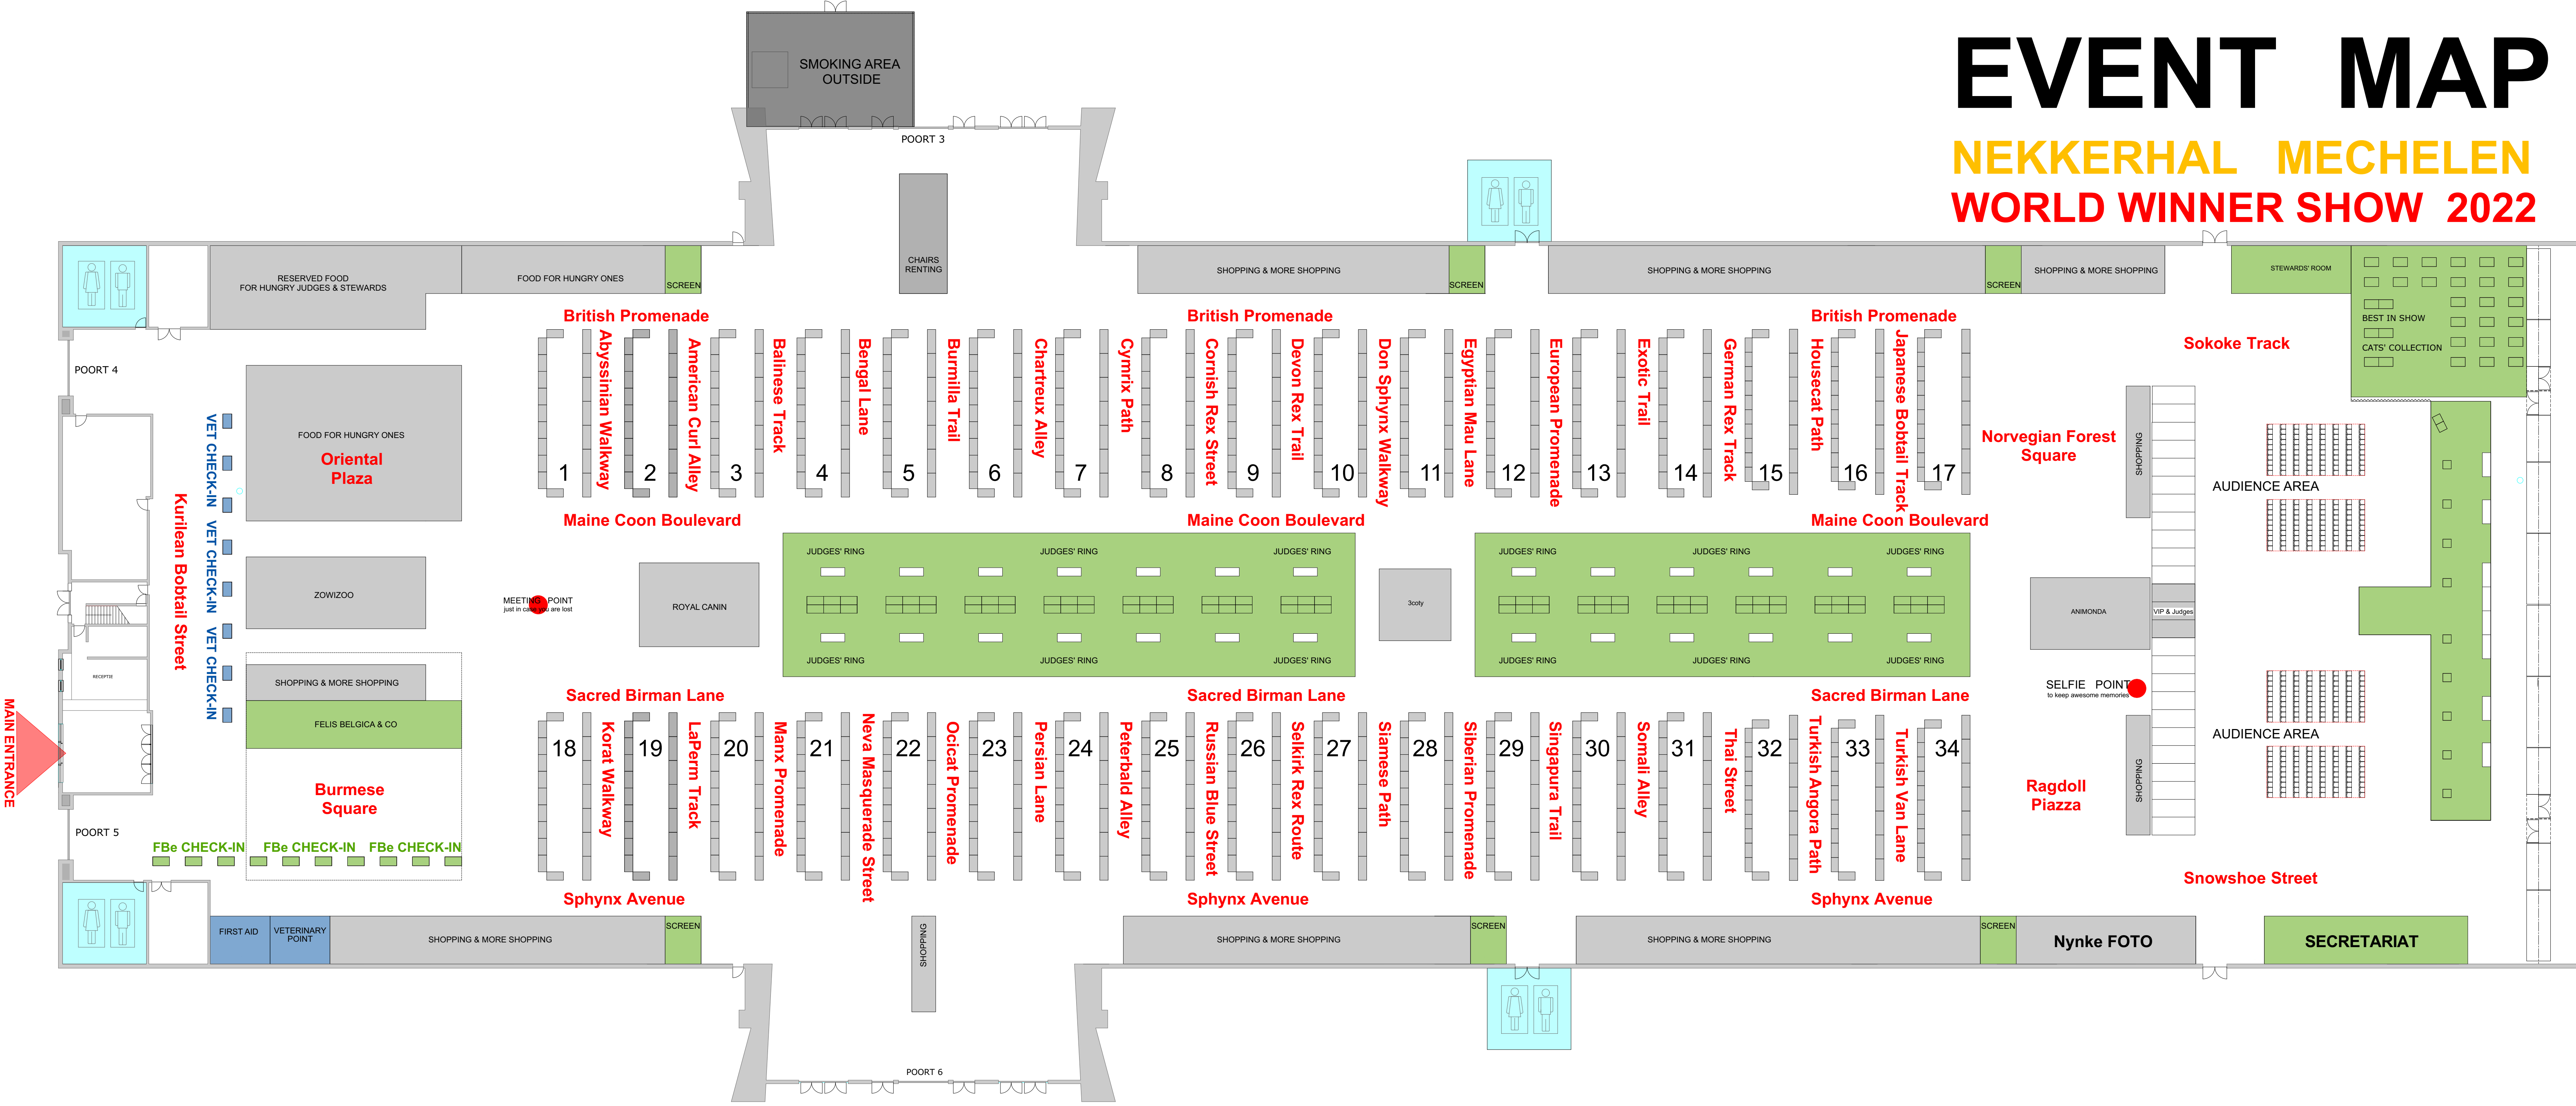 EVENT MAP
NEKKERHAL MECHELEN
WORLD WINNER SHOW 2022
SMOKING AREA
OUTSIDE
POORT 3
CHAIRS
RENTING
RESERVED FOOD
FOR HUNGRY JUDGES & STEWARDS
FOOD FOR HUNGRY ONES
SCREEN
SHOPPING & MORE SHOPPING
SCREEN
SHOPPING & MORE SHOPPING
SCREEN
SHOPPING & MORE SHOPPING
STEWARDS' ROOM
BEST IN SHOW
CATS' COLLECTION
British Promenade
British Promenade
British Promenade
Sokoke Track
POORT 4
VET CHECK-IN
VET CHECK-IN
VET CHECK-IN
VET CHECK-IN
Kurilean Bobtail Street
FOOD FOR HUNGRY ONES
Oriental
Plaza
1
Abyssinian Walkway
2
American Curl Alley
3
Balinese Track
4
Bengal Lane
5
Burmilla Trail
6
Chartreux Alley
7
Cymrix Path
8
Cornish Rex Street
9
Devon Rex Trail
10
Don Sphynx Walkway
11
Egyptian Mau Lane
12
European Promenade
13
Exotic Trail
14
German Rex Track
15
Housecat Path
16
Japanese Bobtail Track
17
Norvegian Forest
Square
SHOPPING
AUDIENCE AREA
Maine Coon Boulevard
Maine Coon Boulevard
Maine Coon Boulevard
ZOWIZOO
MEETING POINT
just in case you are lost
ROYAL CANIN
JUDGES' RING
JUDGES' RING
JUDGES' RING
JUDGES' RING
JUDGES' RING
JUDGES' RING
3coty
JUDGES' RING
JUDGES' RING
JUDGES' RING
JUDGES' RING
JUDGES' RING
JUDGES' RING
ANIMONDA
VIP & Judges
SELFIE POINT
to keep awesome memories
RECEPTIE
SHOPPING & MORE SHOPPING
FELIS BELGICA & CO
Sacred Birman Lane
Sacred Birman Lane
Sacred Birman Lane
MAIN ENTRANCE
Burmese
Square
18
Korat Walkway
19
LaPerm Track
20
Manx Promenade
21
Neva Masquerade Street
22
Ocicat Promenade
23
Persian Lane
24
Peterbald Alley
25
Russian Blue Street
26
Selkirk Rex Route
27
Siamese Path
28
Siberian Promenade
29
Singapura Trail
30
Somali Alley
31
Thai Street
32
Turkish Angora Path
33
Turkish Van Lane
34
Ragdoll
Piazza
SHOPPING
AUDIENCE AREA
POORT 5
FBe CHECK-IN
FBe CHECK-IN
FBe CHECK-IN
Sphynx Avenue
Sphynx Avenue
Sphynx Avenue
Snowshoe Street
FIRST AID
VETERINARY
POINT
SHOPPING & MORE SHOPPING
SCREEN
SHOPPING
SHOPPING & MORE SHOPPING
SCREEN
SHOPPING & MORE SHOPPING
SCREEN
Nynke FOTO
SECRETARIAT
POORT 6